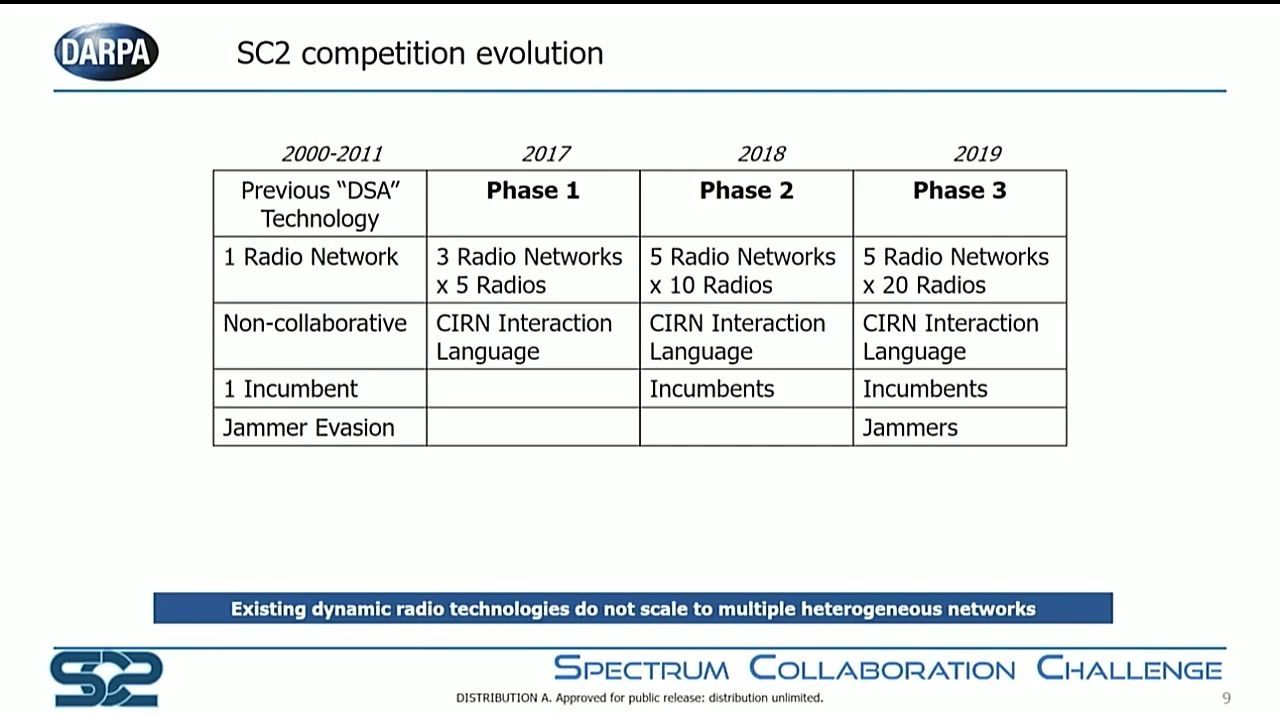 DARPA
SC2 competition evolution
2000-2011 2017 2018 2019
Previous “DSA” Phase 1 Phase 2 Phase 3
Technology
1 Radio Network 3 Radio Networks 5 Radio Networks 5 Radio Networks
x 5 Radios x 10 Radios x 20 Radios
Non-collaborative CIRN Interaction CIRN Interaction CIRN Interaction
Language Language Language
1 Incumbent Incumbents Incumbents
Jammer Evasion Jammers
Existing dynamic radio technologies do not scale to multiple heterogeneous networks
SC2 SPECTRUM COLLABORATION CHALLENGE
DISTRIBUTION A. Approved for public release: distribution unlimited. 9